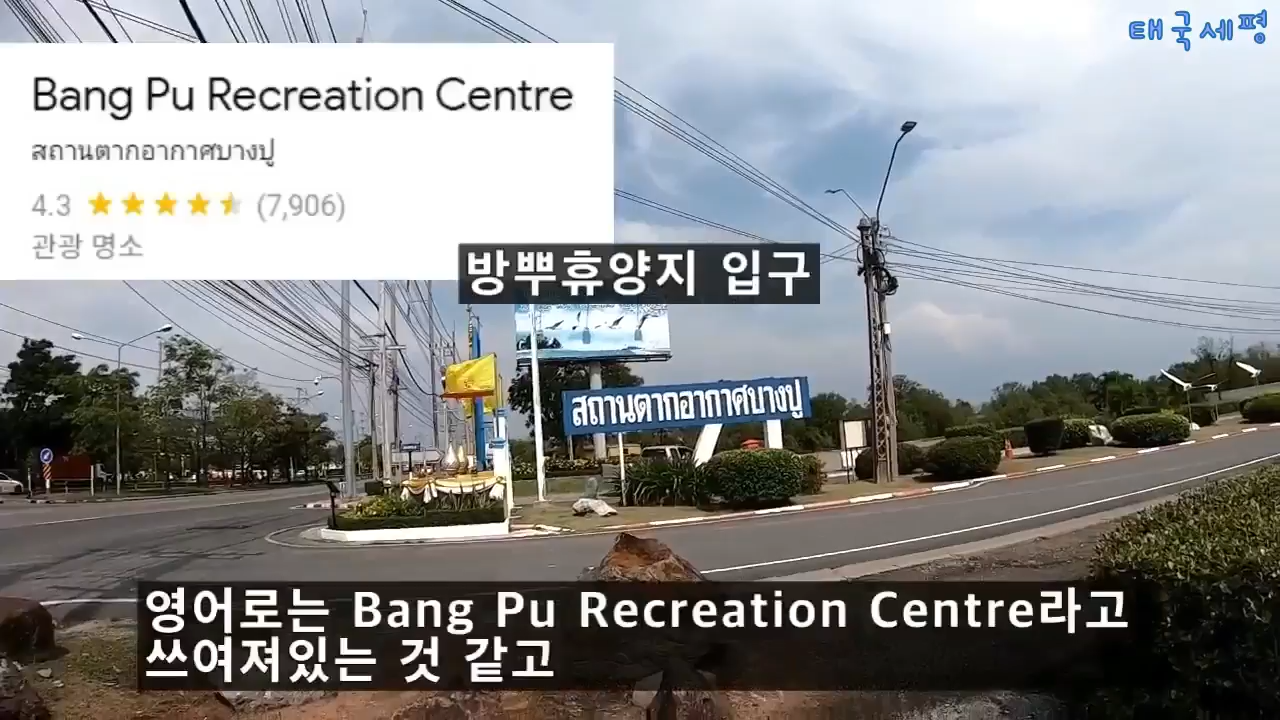 태국세평
Bang Pu Recreation Centre
สถานตากอากาศบางปู
4.3 ★★★★⯪ (7,906)
관광 명소
방뿌휴양지 입구
สถานตากอากาศบางปู
영어로는 Bang Pu Recreation Centre라고
쓰여져있는 것 같고